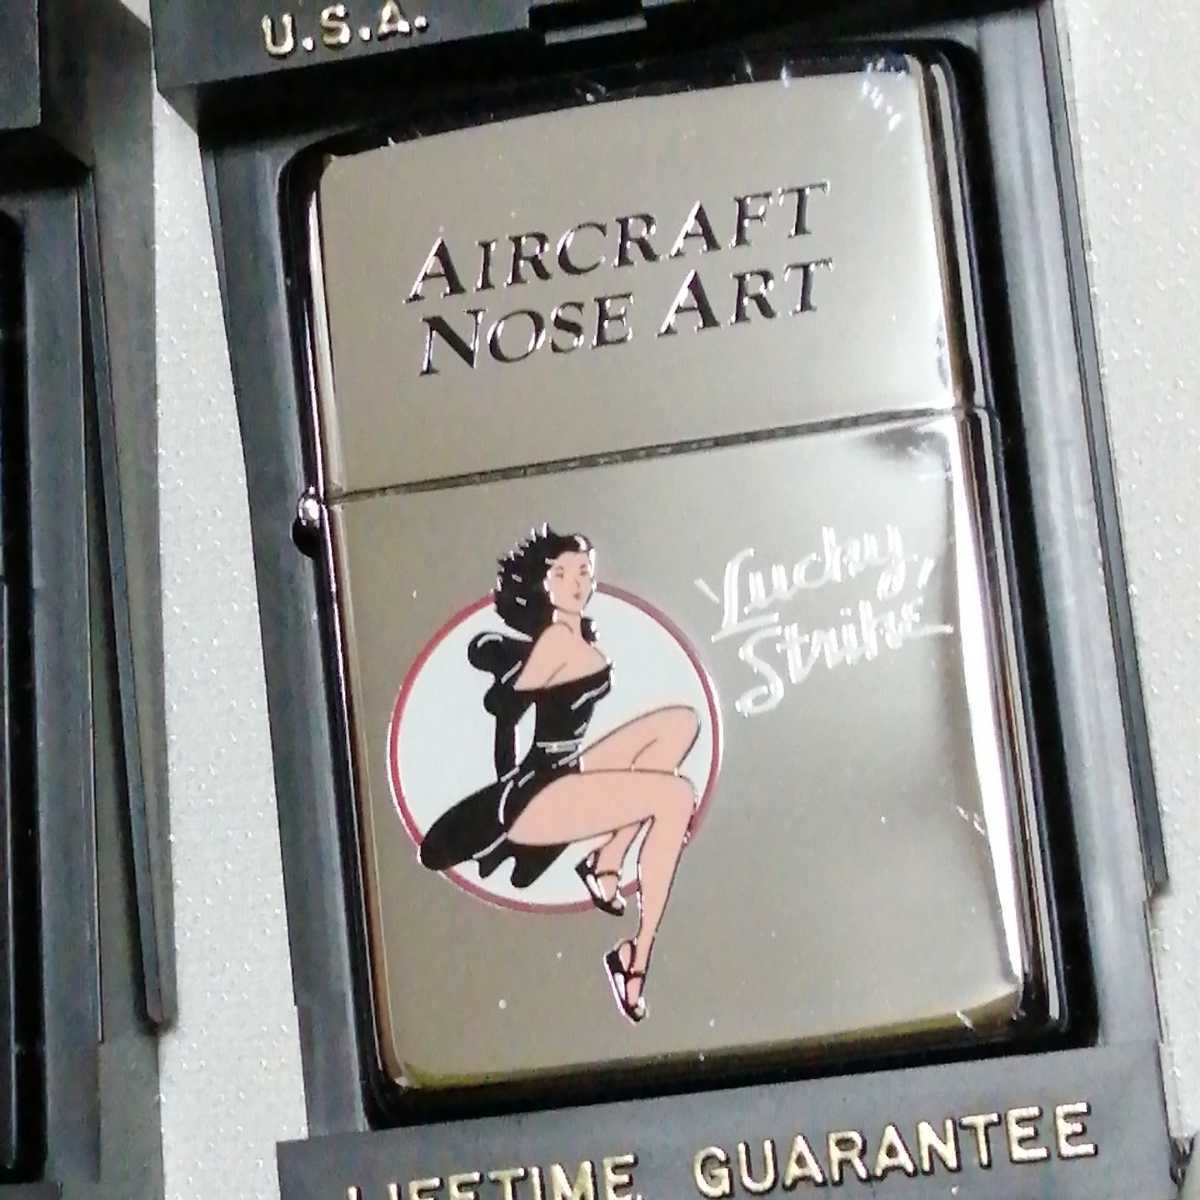 U.S.A.
AIRCRAFT
NOSE ART
Lucky
Strike
LIFETIME GUARANTEE